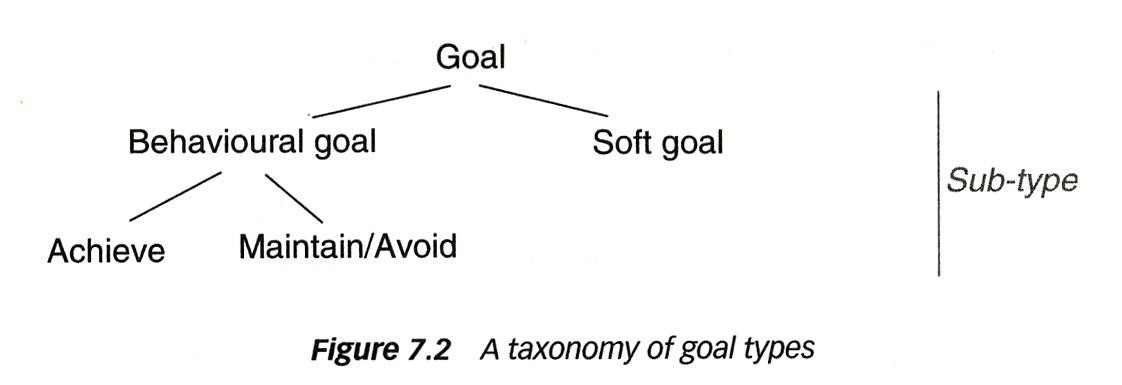 Goal
Behavioural goal
Soft goal
Sub-type
Achieve
Maintain/Avoid
Figure 7.2 A taxonomy of goal types